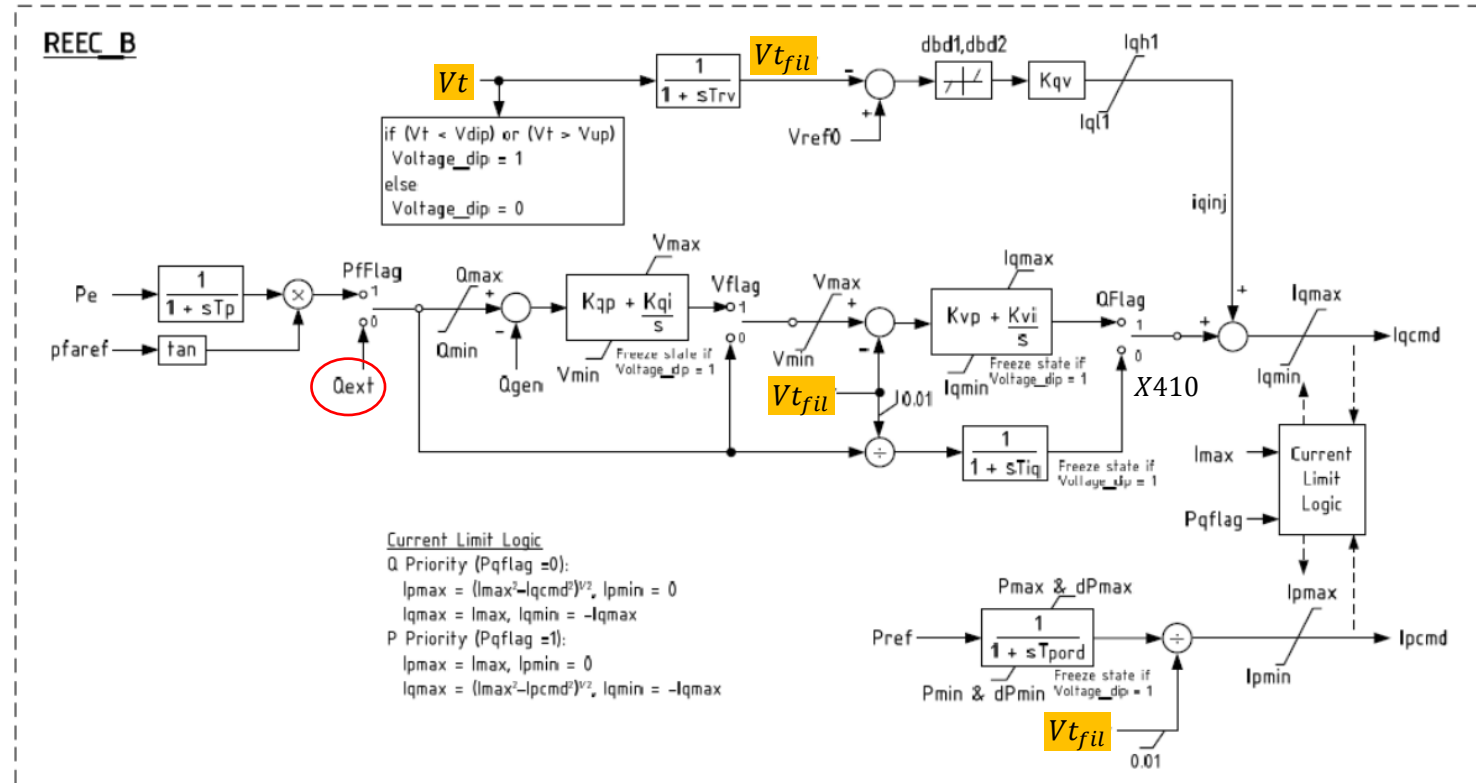 REEC_B
Vt
1
1 + sTrv
Vt_fil
-
+
Vref0
dbd1,dbd2
Kqv
Iqh1
Iql1
if (Vt < Vdip) or (Vt > Vup)
Voltage_dip = 1
else
Voltage_dip = 0
iqinj
Pe
1
1 + sTp
×
pfaref
tan
PfFlag
1
0
Qext
Qmax
Qmin
+
-
Qgen
Vmax
Kqp + Kqi
s
Vmin
Freeze state if
Voltage_dip = 1
Vflag
1
0
Vmax
Vmin
+
-
Vt_fil
0.01
÷
Iqmax
Kvp + Kvi
s
Iqmin
Freeze state if
Voltage_dip = 1
1
1 + sTiq
Freeze state if
Voltage_dip = 1
QFlag
1
0
X410
+
+
Iqmax
Iqmin
Iqcmd
Imax
Pqflag
Current
Limit
Logic
Current Limit Logic
Q Priority (Pqflag =0):
Ipmax = (Imax²-Iqcmd²)^1/2, Ipmin = 0
Iqmax = Imax, Iqmin = -Iqmax
P Priority (Pqflag =1):
Ipmax = Imax, Ipmin = 0
Iqmax = (Imax²-Ipcmd²)^1/2, Iqmin = -Iqmax
Pref
Pmax & dPmax
1
1 + sTpord
Pmin & dPmin
Freeze state if
Voltage_dip = 1
÷
Vt_fil
0.01
Ipmax
Ipmin
Ipcmd